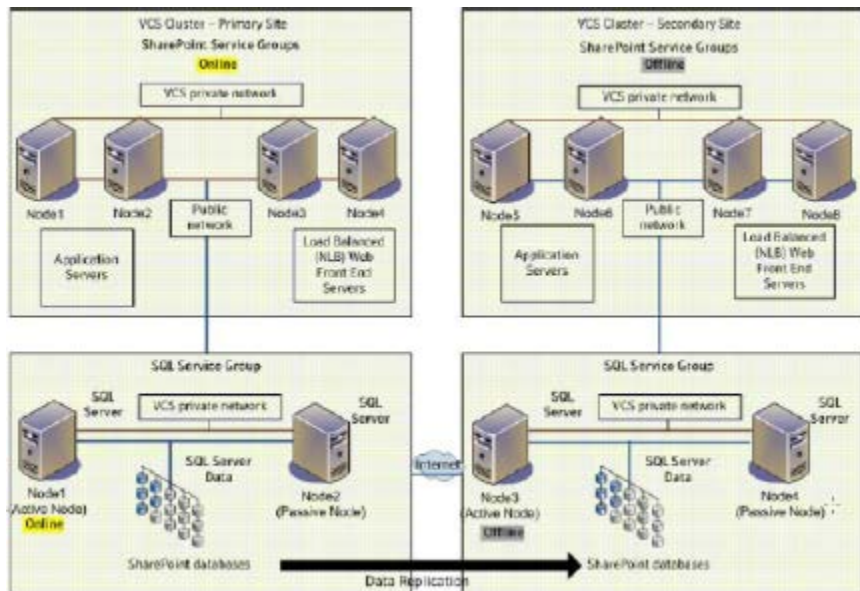 VCS Cluster – Primary Site
SharePoint Service Groups
Online
VCS private network
Node1
Node2
Public
network
Node3
Node4
Application
Servers
Load Balanced
(NLB) Web
Front End
Servers
VCS Cluster – Secondary Site
SharePoint Service Groups
Offline
VCS private network
Node5
Node6
Public
network
Node7
Node8
Application
Servers
Load Balanced
(NLB) Web
Front End
Servers
SQL Service Group
SQL
Server
VCS private network
SQL
Server
SQL Server
Data
Node1
(Active Node)
Online
Node2
(Passive Node)
SharePoint databases
Internet
SQL Service Group
SQL
Server
VCS private network
SQL
Server
SQL Server
Data
Node3
(Active Node)
Offline
Node4
(Passive Node)
SharePoint databases
Data Replication